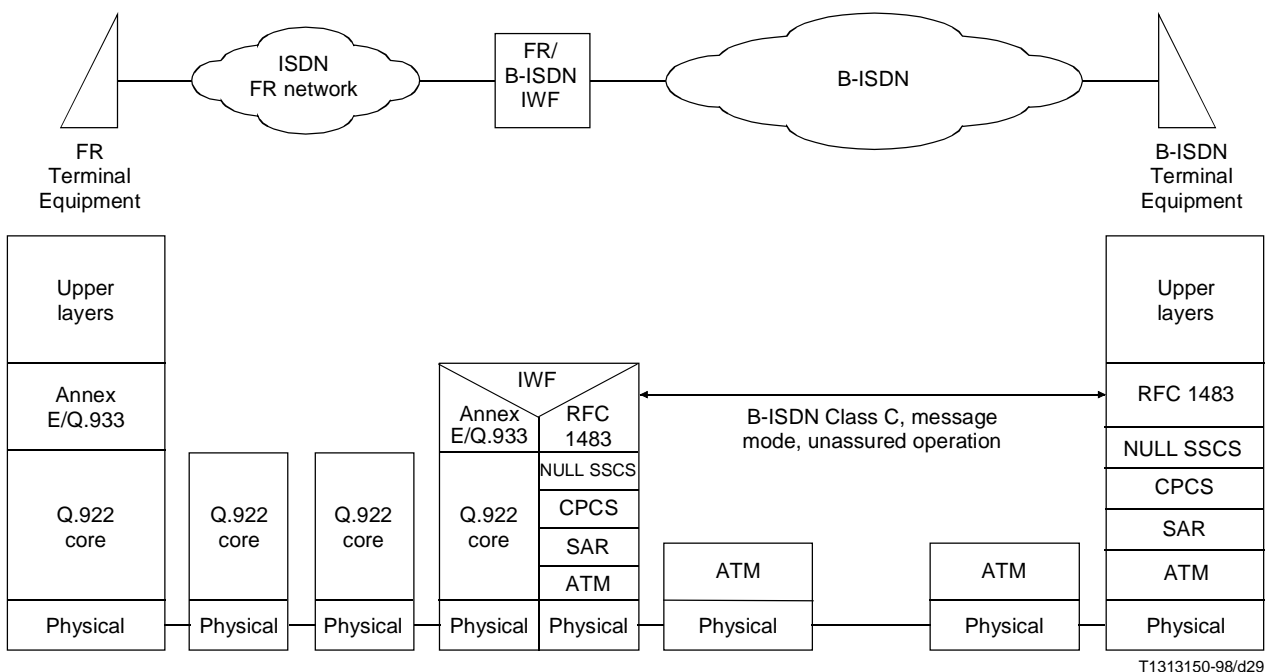 ISDN
FR network
FR/
B-ISDN
IWF
B-ISDN
FR
Terminal
Equipment
B-ISDN
Terminal
Equipment
Upper
layers
Annex
E/Q.933
Q.922
core
Physical
Q.922
core
Physical
Q.922
core
Physical
IWF
Annex
E/Q.933
RFC
1483
Q.922
core
NULL SSCS
CPCS
SAR
ATM
Physical
Physical
B-ISDN Class C, message
mode, unassured operation
ATM
Physical
ATM
Physical
Upper
layers
RFC 1483
NULL SSCS
CPCS
SAR
ATM
Physical
T1313150-98/d29